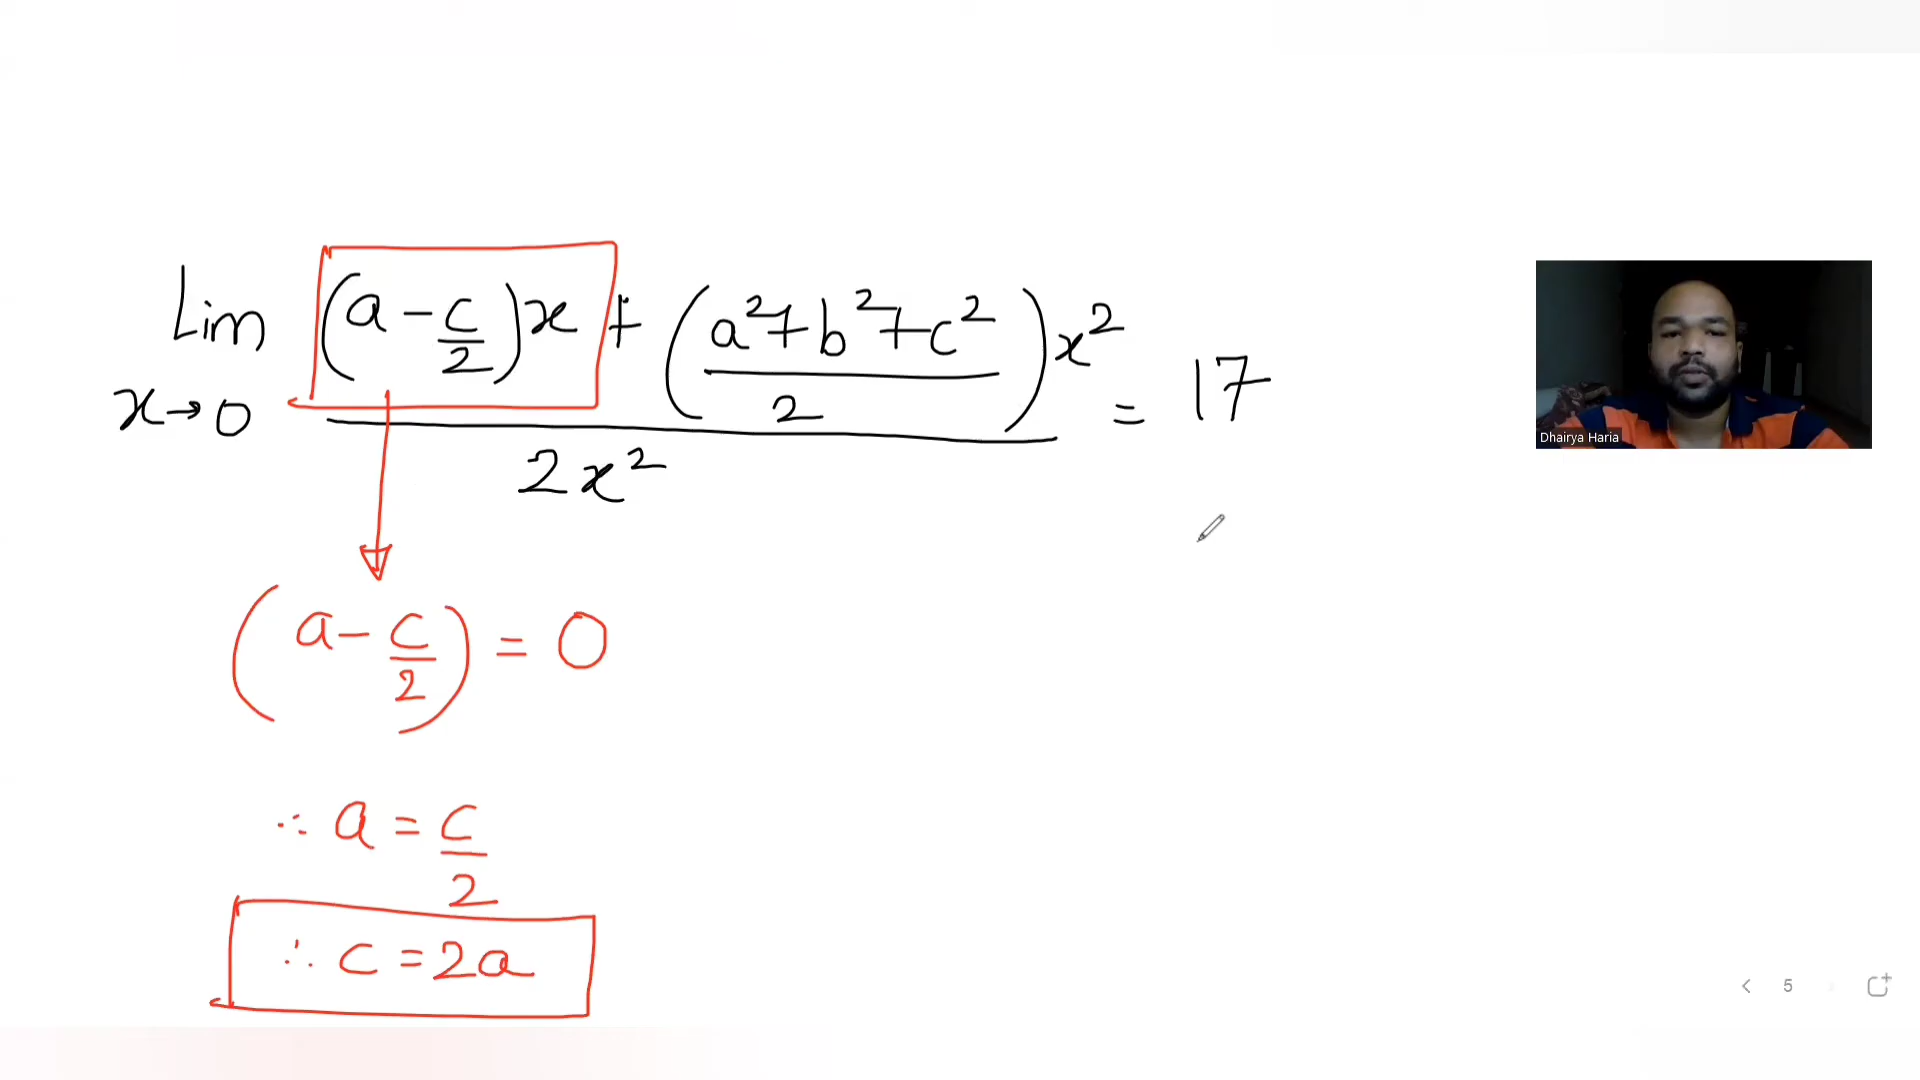 Lim x→0 (a - c/2)x + ((a²+b²+c²)/2)x² / 2x² = 17
(a - c/2) = 0
∴ a = c/2
∴ c = 2a
Dhairya Haria
5